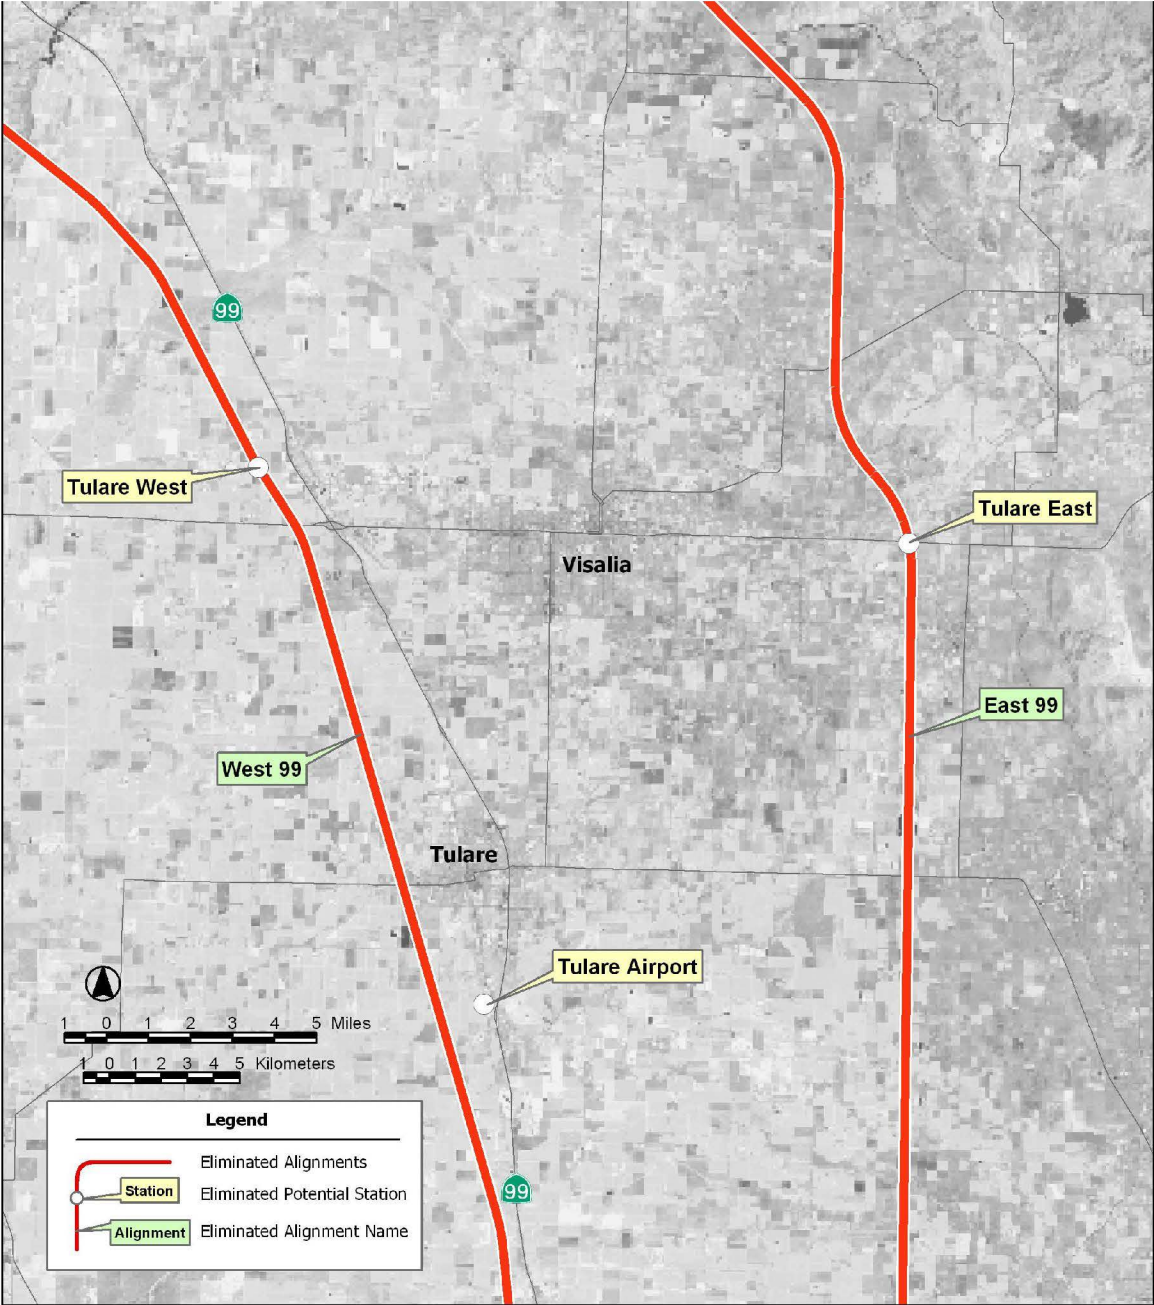 99
Tulare West
Tulare East
Visalia
East 99
West 99
Tulare
Tulare Airport
1 0 1 2 3 4 5 Miles
1 0 1 2 3 4 5 Kilometers
Legend
Eliminated Alignments
Station Eliminated Potential Station
Alignment Eliminated Alignment Name
99